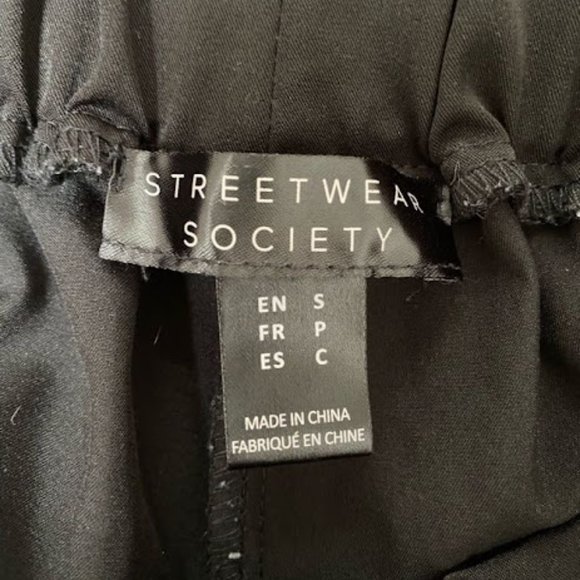 STREETWEAR
SOCIETY
EN S
FR P
ES C
MADE IN CHINA
FABRIQUÉ EN CHINE